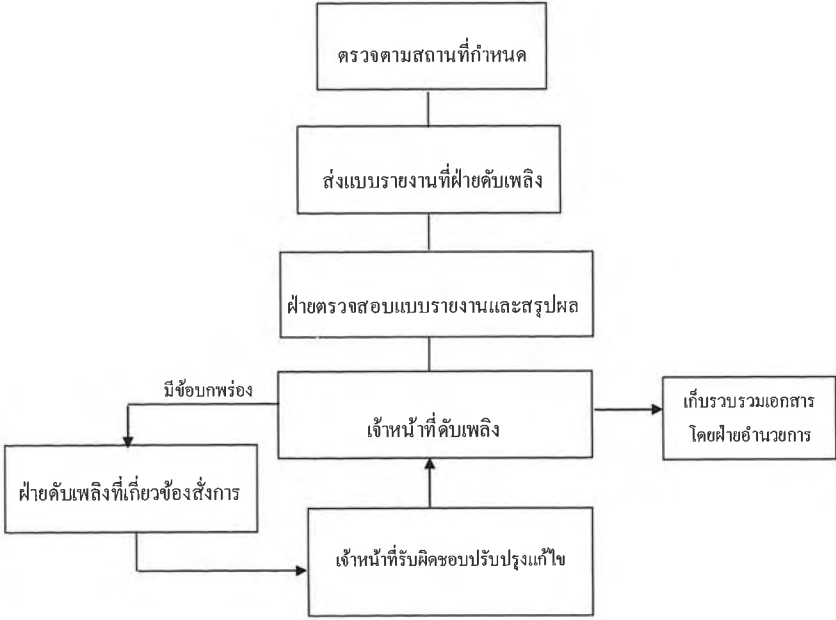 ตรวจตามสถานที่กำหนด
ส่งแบบรายงานที่ฝ่ายดับเพลิง
ฝ่ายตรวจสอบแบบรายงานและสรุปผล
มีข้อบกพร่อง
เจ้าหน้าที่ดับเพลิง
เก็บรวบรวมเอกสาร
โดยฝ่ายอำนวยการ
ฝ่ายดับเพลิงที่เกี่ยวข้องสั่งการ
เจ้าหน้าที่รับผิดชอบปรับปรุงแก้ไข